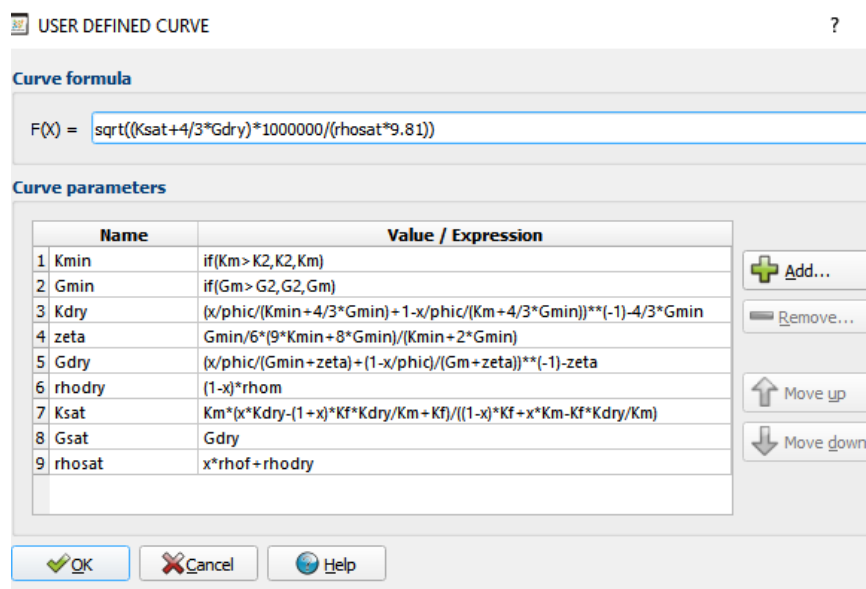 USER DEFINED CURVE ?
Curve formula
F(X) = sqrt((Ksat+4/3*Gdry)*1000000/(rhosat*9.81))
Curve parameters
Name Value / Expression
1 Kmin if(Km>K2,K2,Km)
2 Gmin if(Gm>G2,G2,Gm)
3 Kdry (x/phic/(Kmin+4/3*Gmin)+1-x/phic/(Km+4/3*Gmin))**(-1)-4/3*Gmin
4 zeta Gmin/6*(9*Kmin+8*Gmin)/(Kmin+2*Gmin)
5 Gdry (x/phic/(Gmin+zeta)+(1-x/phic)/(Gm+zeta))**(-1)-zeta
6 rhodry (1-x)*rhom
7 Ksat Km*(x*Kdry-(1+x)*Kf*Kdry/Km+Kf)/((1-x)*Kf+x*Km-Kf*Kdry/Km)
8 Gsat Gdry
9 rhosat x*rhof+rhodry
Add...
Remove...
Move up
Move down
OK Cancel Help